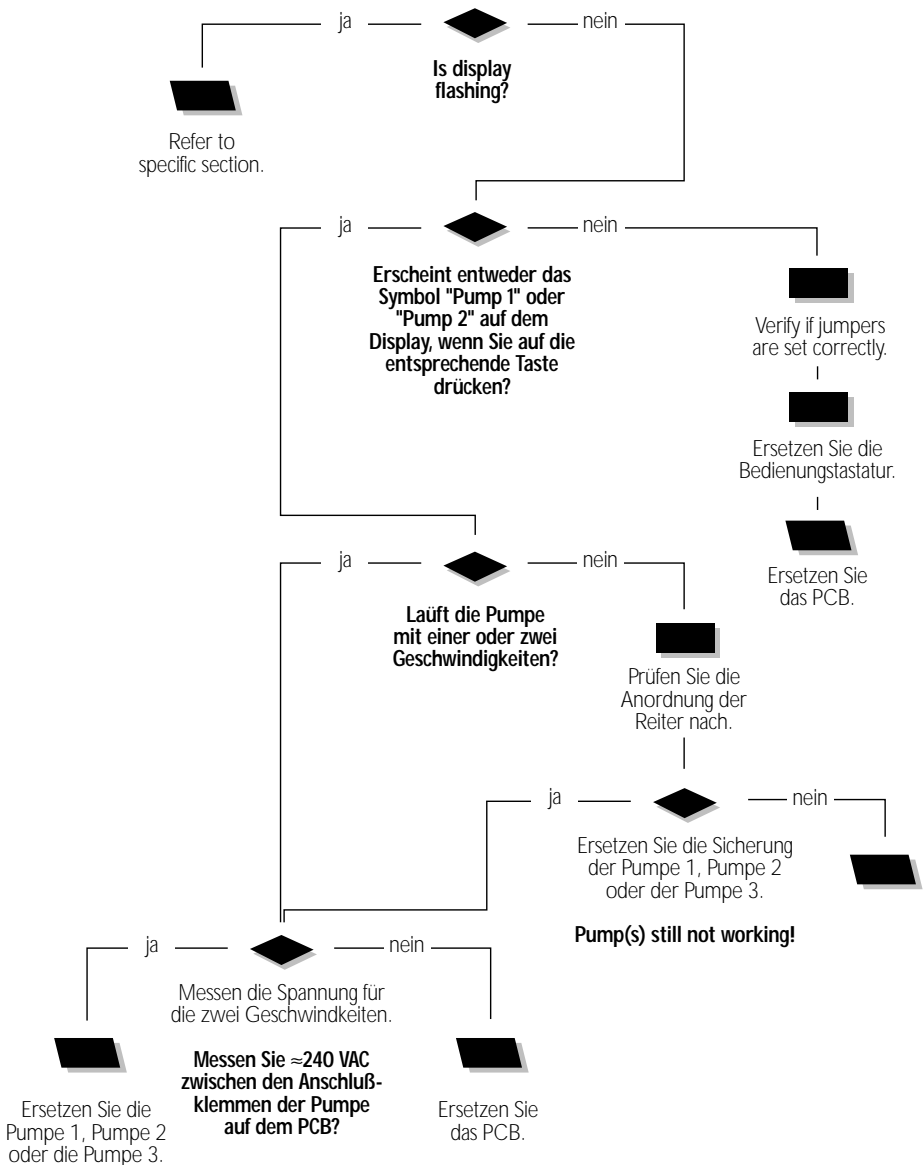 ja
nein
Is display
flashing?
Refer to
specific section.
ja
nein
Erscheint entweder das
Symbol "Pump 1" oder
"Pump 2" auf dem
Display, wenn Sie auf die
entsprechende Taste
drücken?
Verify if jumpers
are set correctly.
Ersetzen Sie die
Bedienungstastatur.
Ersetzen Sie
das PCB.
ja
nein
Laüft die Pumpe
mit einer oder zwei
Geschwindigkeiten?
Prüfen Sie die
Anordnung der
Reiter nach.
ja
nein
Ersetzen Sie die Sicherung
der Pumpe 1, Pumpe 2
oder der Pumpe 3.
Pump(s) still not working!
ja
nein
Messen die Spannung für
die zwei Geschwindkeiten.
Messen Sie ≈240 VAC
zwischen den Anschluß-
klemmen der Pumpe
auf dem PCB?
Ersetzen Sie die
Pumpe 1, Pumpe 2
oder die Pumpe 3.
Ersetzen Sie
das PCB.